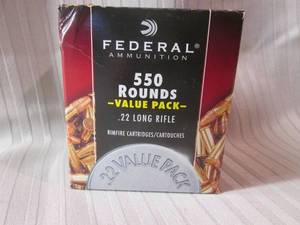 FEDERAL
AMMUNITION
550
ROUNDS
–VALUE PACK–
.22 LONG RIFLE
RIMFIRE CARTRIDGES/CARTOUCHES
.22 VALUE PACK